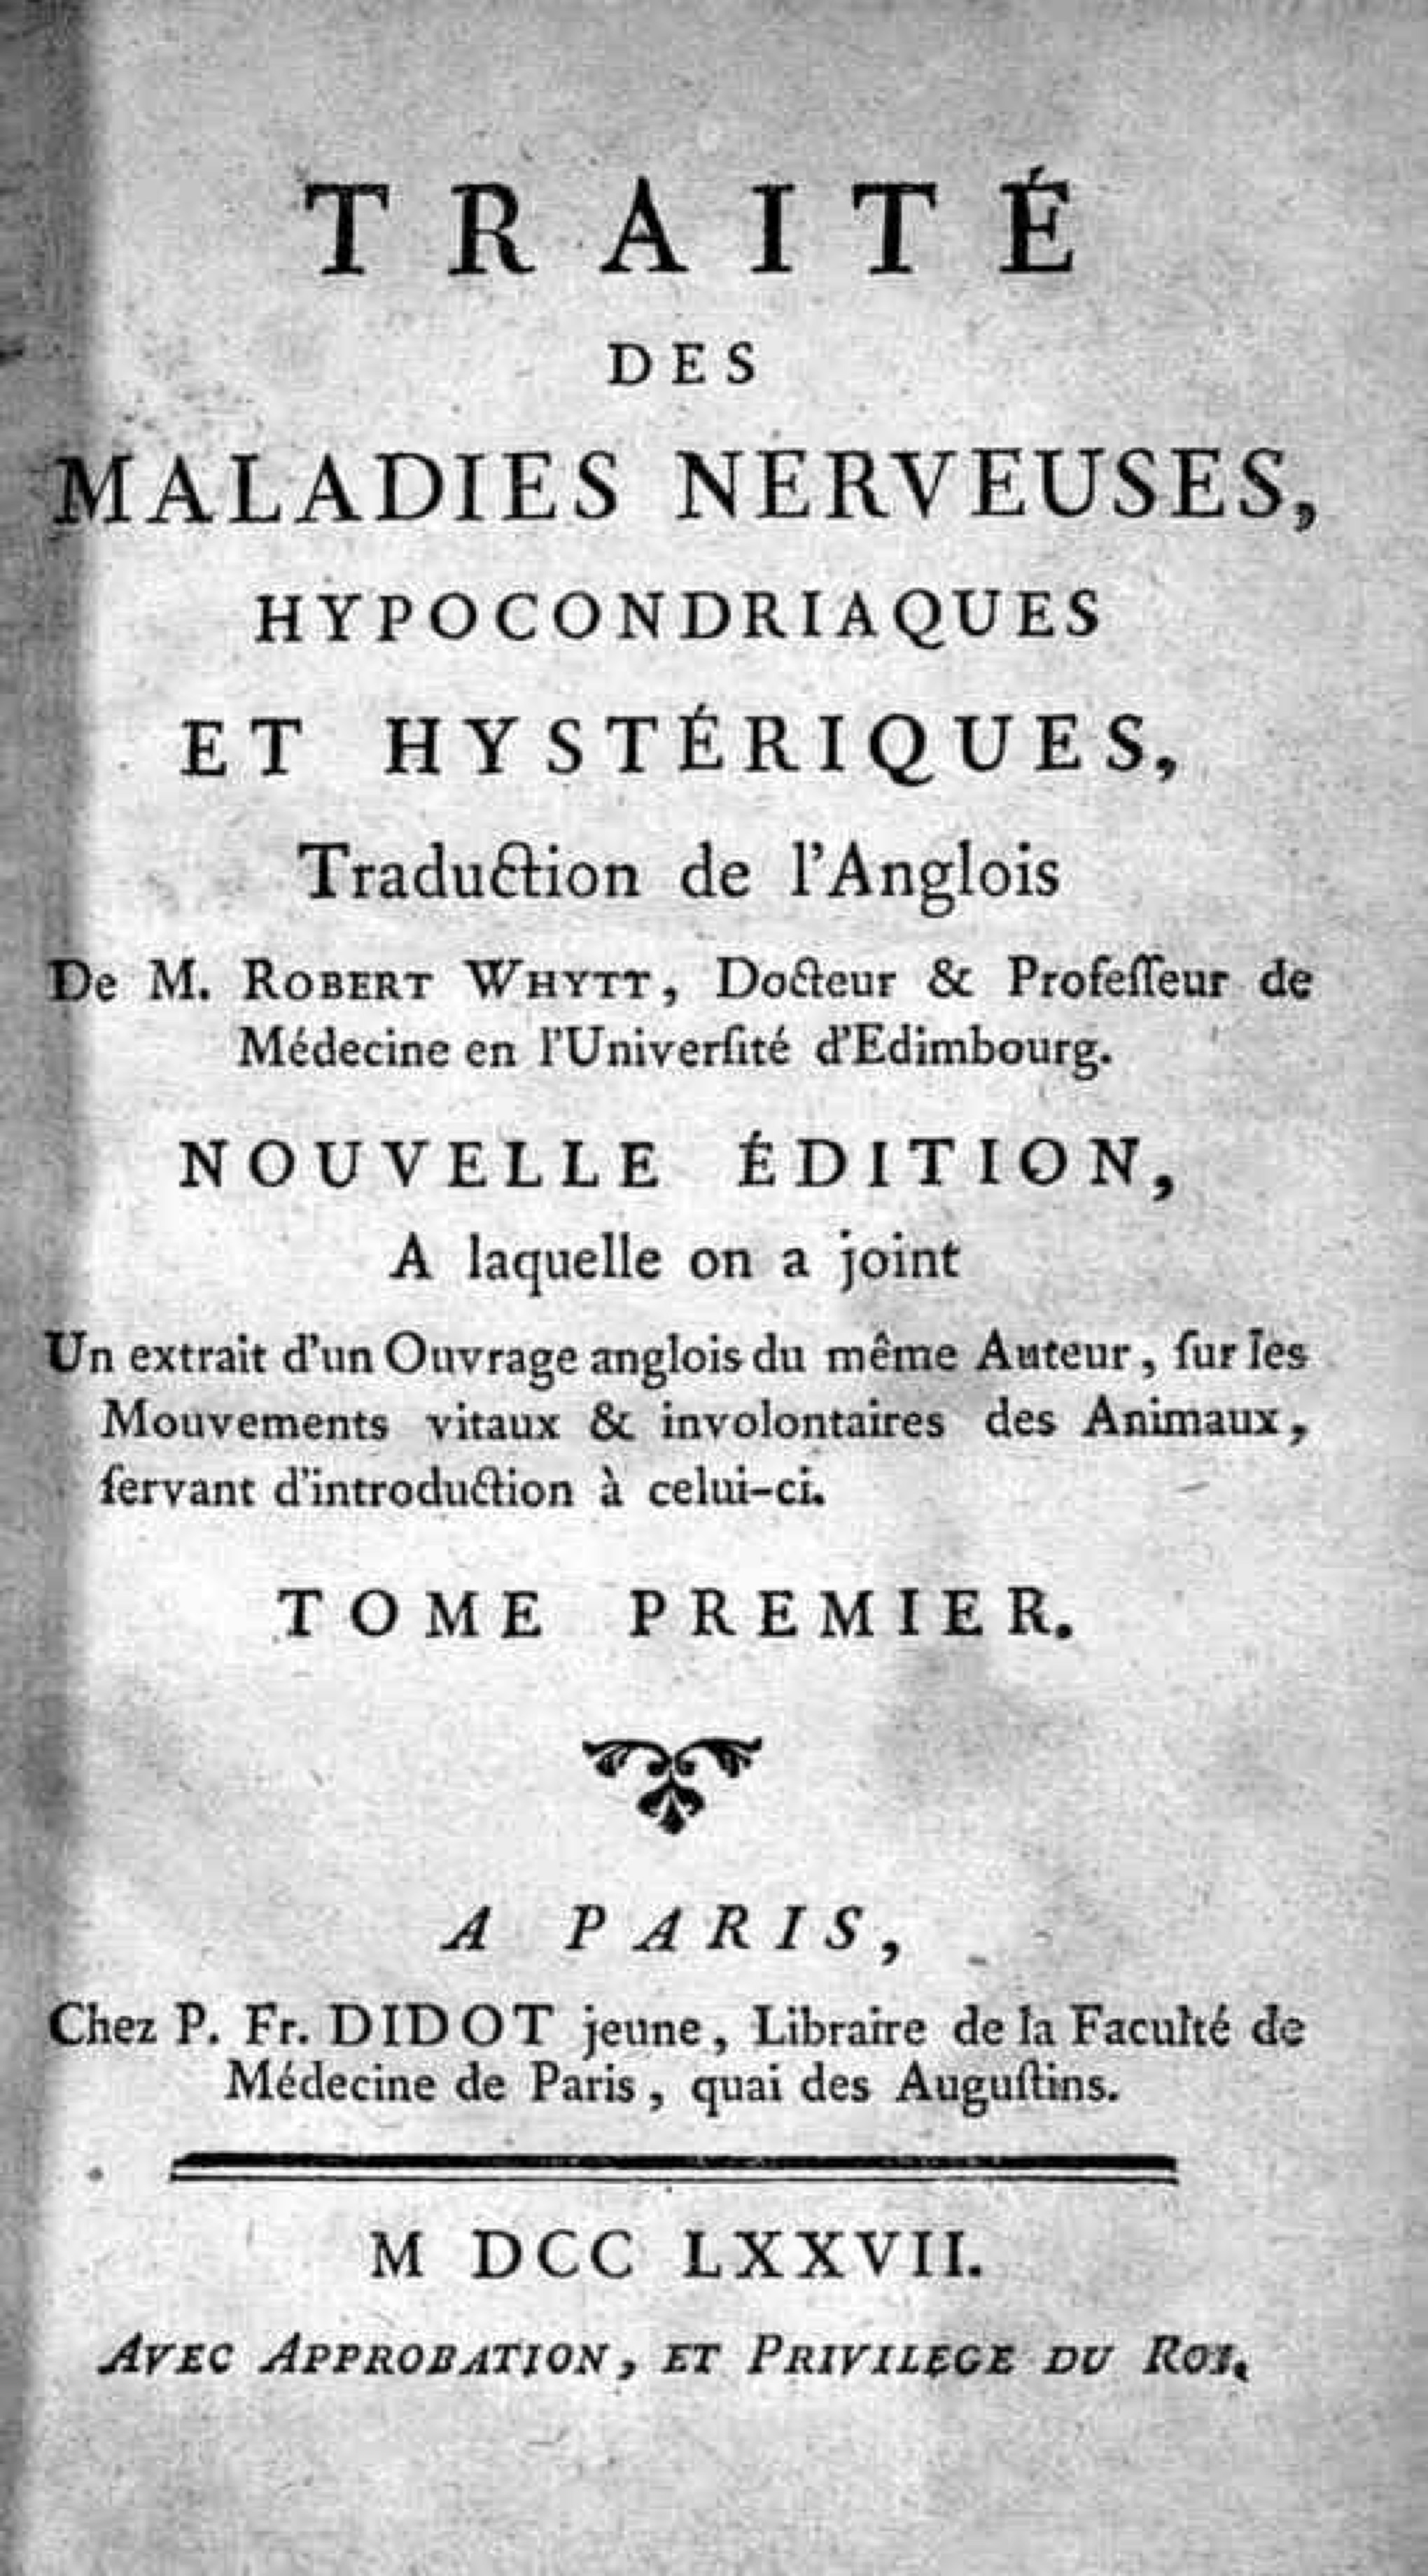 TRAITÉ
DES
MALADIES NERVEUSES,
HYPOCONDRIAQUES
ET HYSTÉRIQUES,
Traduction de l'Anglois
De M. ROBERT WHYTT, Docteur & Profeſſeur de
Médecine en l'Univerſité d'Edimbourg.
NOUVELLE ÉDITION,
A laquelle on a joint
Un extrait d'un Ouvrage anglois du même Auteur, ſur les
Mouvements vitaux & involontaires des Animaux,
ſervant d'introduction à celui-ci.
TOME PREMIER.
A PARIS,
Chez P. Fr. DIDOT jeune, Libraire de la Faculté de
Médecine de Paris, quai des Auguſtins.
M DCC LXXVII.
AVEC APPROBATION, ET PRIVILEGE DU ROI.